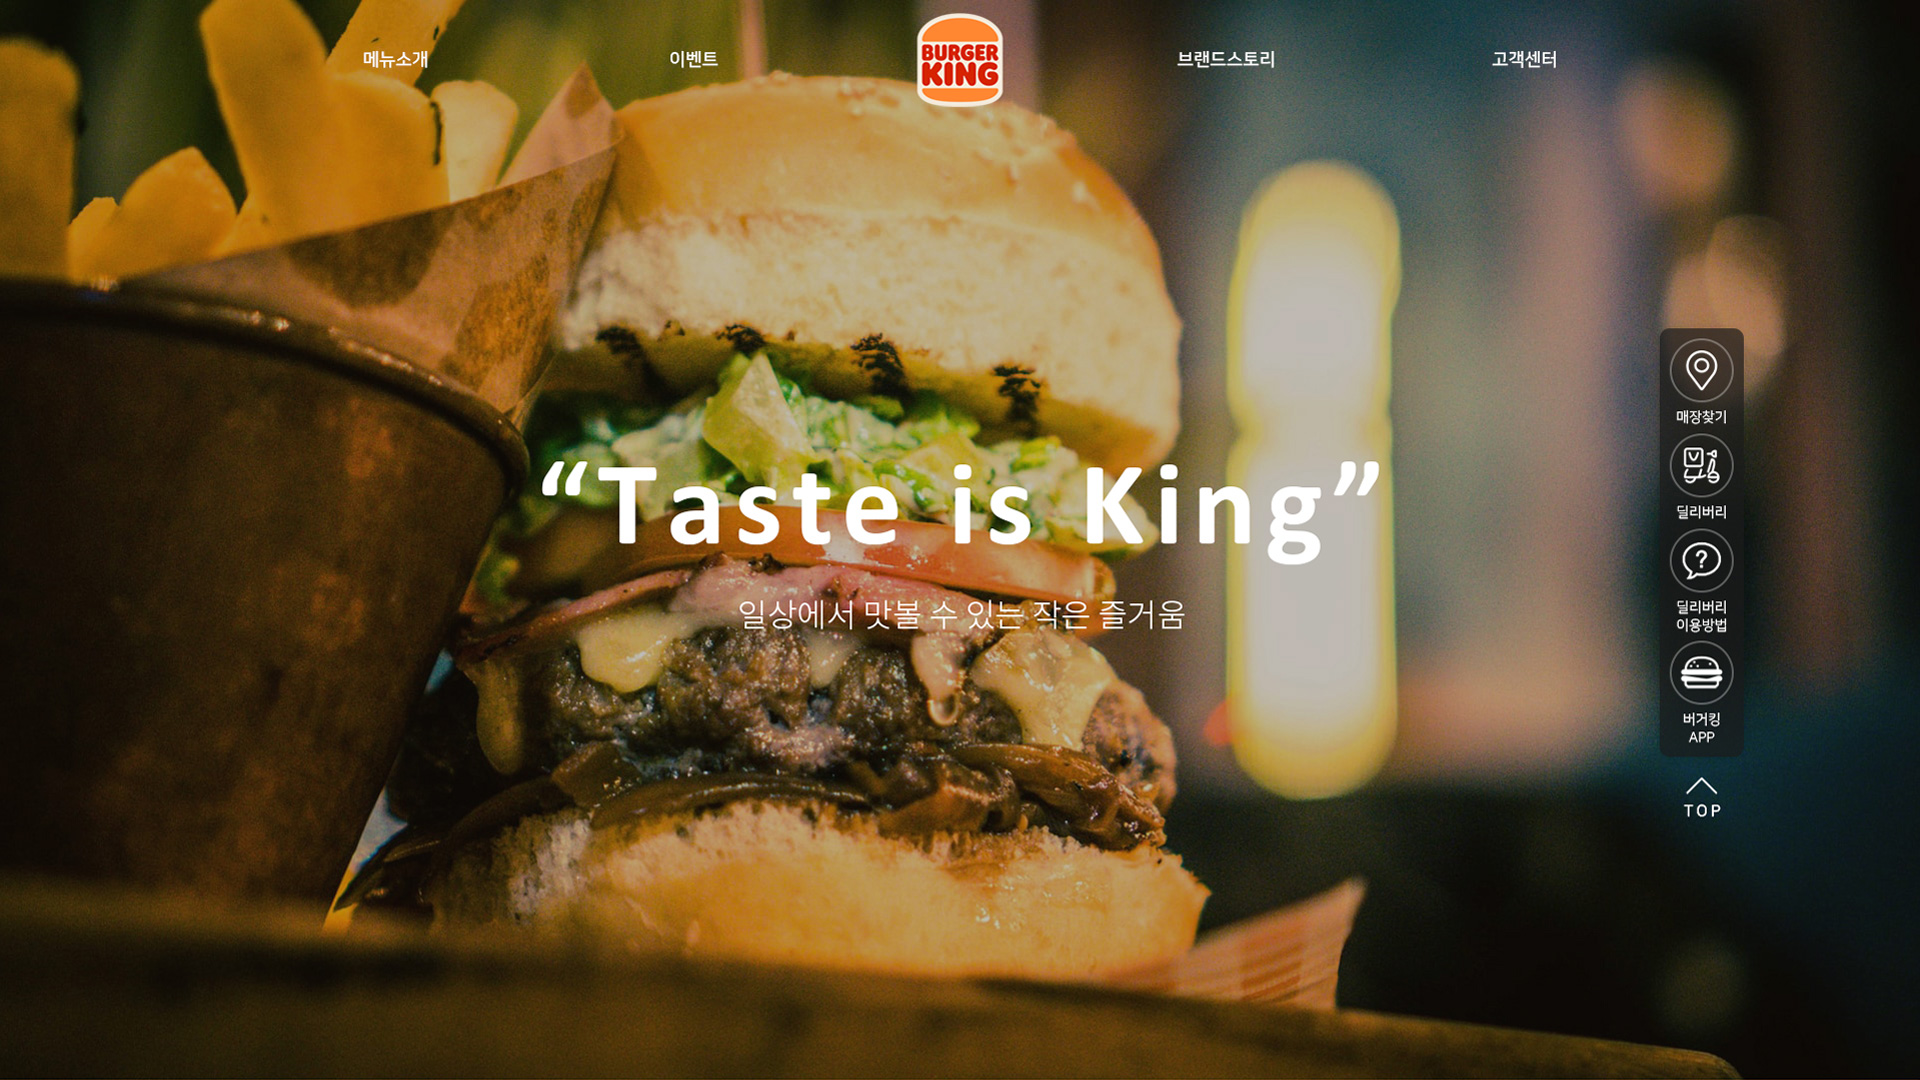 메뉴소개
이벤트
BURGER
KING
브랜드스토리
고객센터
“Taste is King”
일상에서 맛볼 수 있는 작은 즐거움
매장찾기
딜리버리
?
딜리버리
이용방법
버거킹
APP
TOP